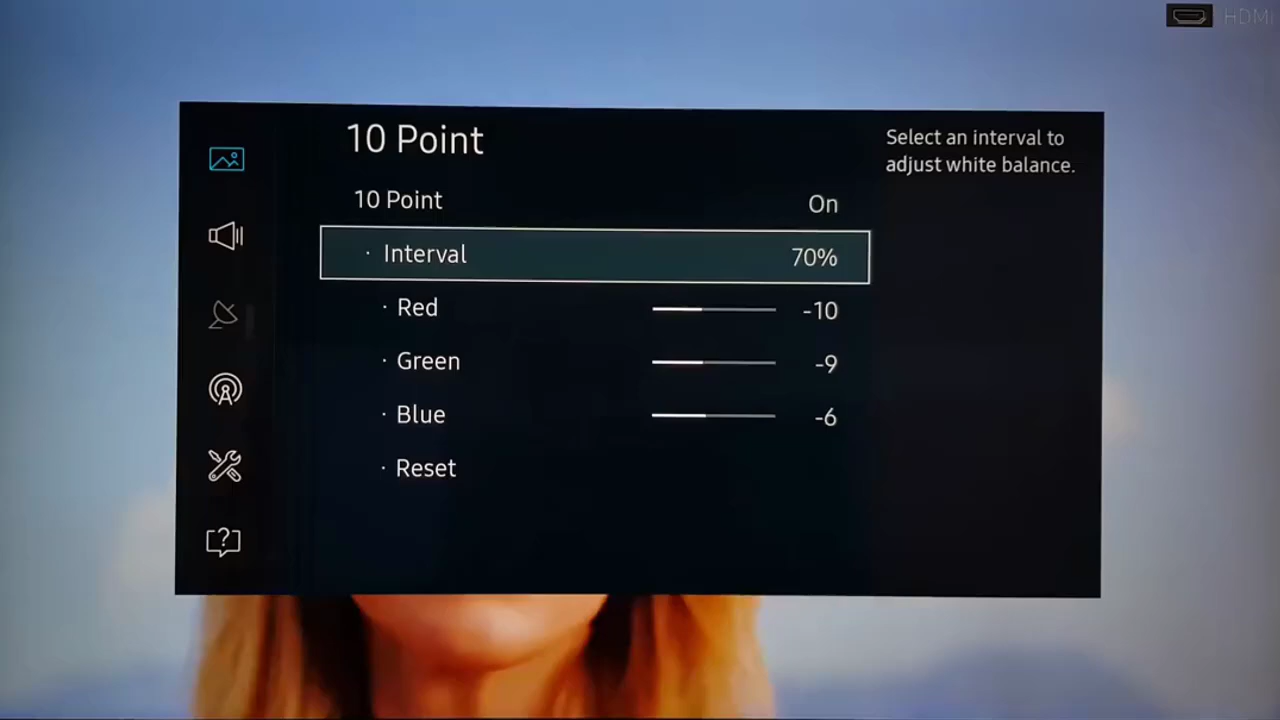 HDMI
10 Point
Select an interval to
adjust white balance.
10 Point On
· Interval 70%
· Red -10
· Green -9
· Blue -6
· Reset